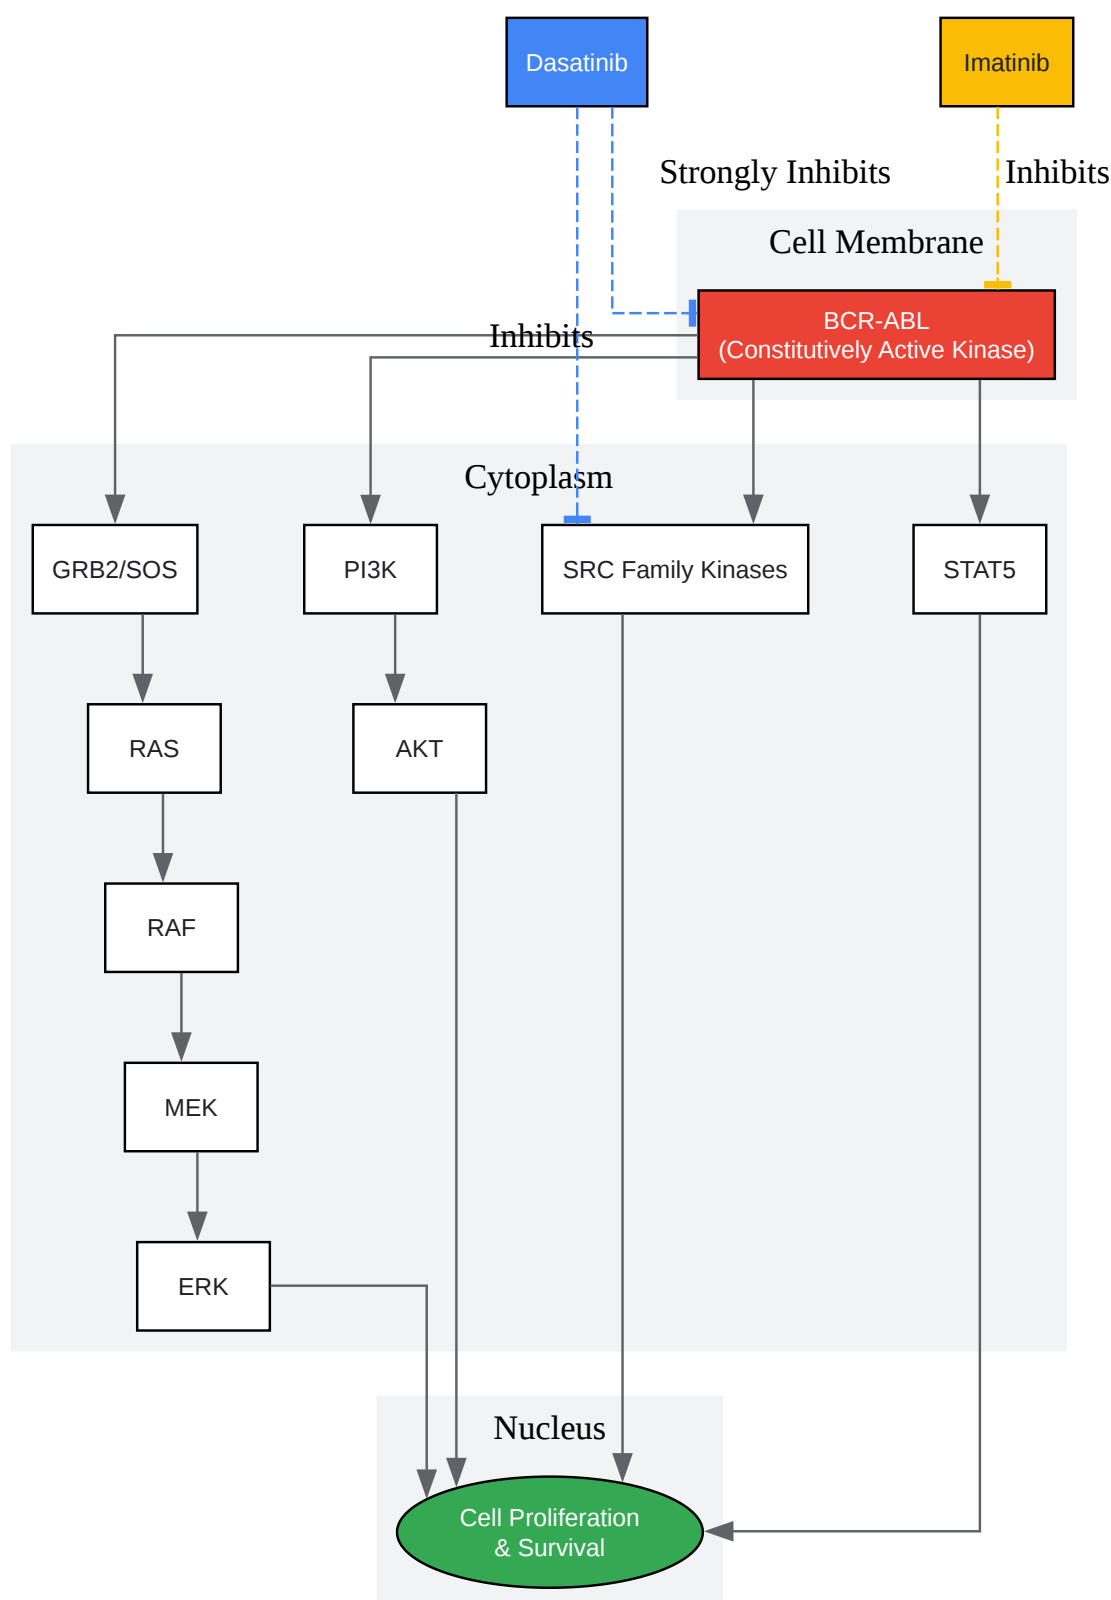 Dasatinib
Imatinib
Strongly Inhibits
Inhibits
Cell Membrane
BCR-ABL
(Constitutively Active Kinase)
Inhibits
Cytoplasm
GRB2/SOS
PI3K
SRC Family Kinases
STAT5
RAS
AKT
RAF
MEK
ERK
Nucleus
Cell Proliferation
& Survival